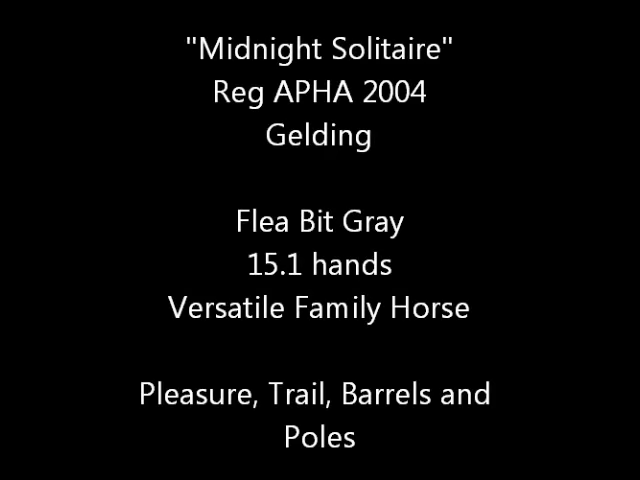 "Midnight Solitaire"
Reg APHA 2004
Gelding
Flea Bit Gray
15.1 hands
Versatile Family Horse
Pleasure, Trail, Barrels and
Poles